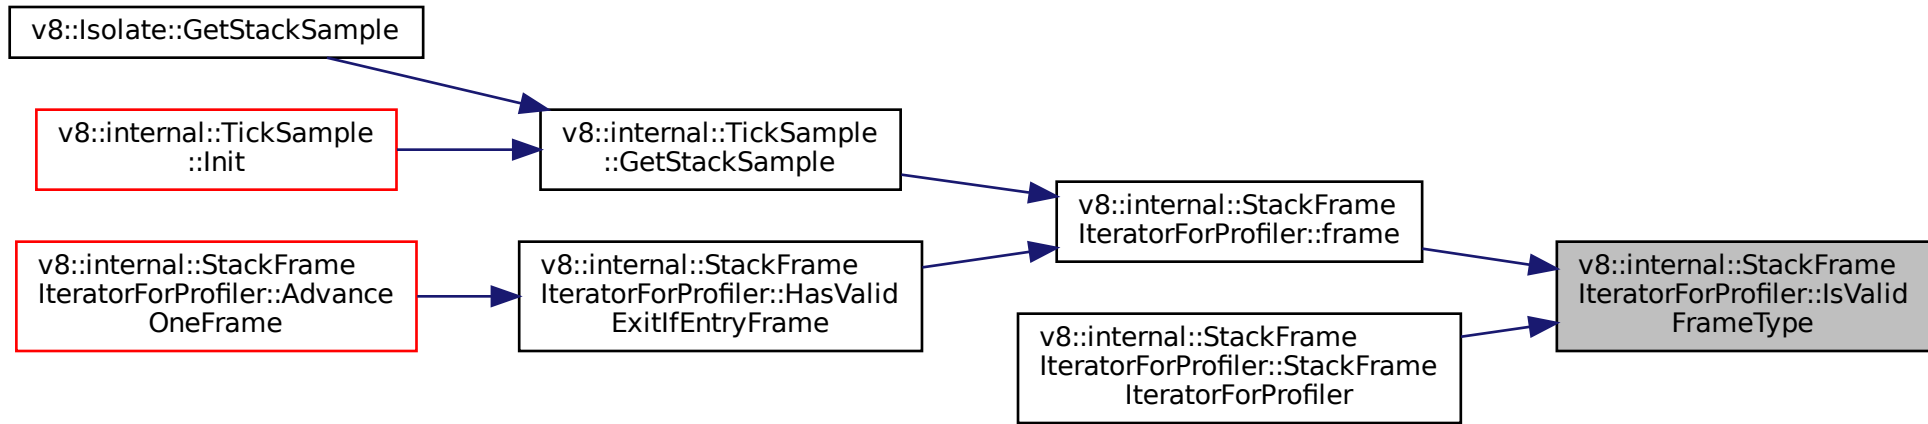 v8::Isolate::GetStackSample
v8::internal::TickSample
::Init
v8::internal::StackFrame
IteratorForProfiler::Advance
OneFrame
v8::internal::TickSample
::GetStackSample
v8::internal::StackFrame
IteratorForProfiler::HasValid
ExitIfEntryFrame
v8::internal::StackFrame
IteratorForProfiler::frame
v8::internal::StackFrame
IteratorForProfiler::StackFrame
IteratorForProfiler
v8::internal::StackFrame
IteratorForProfiler::IsValid
FrameType